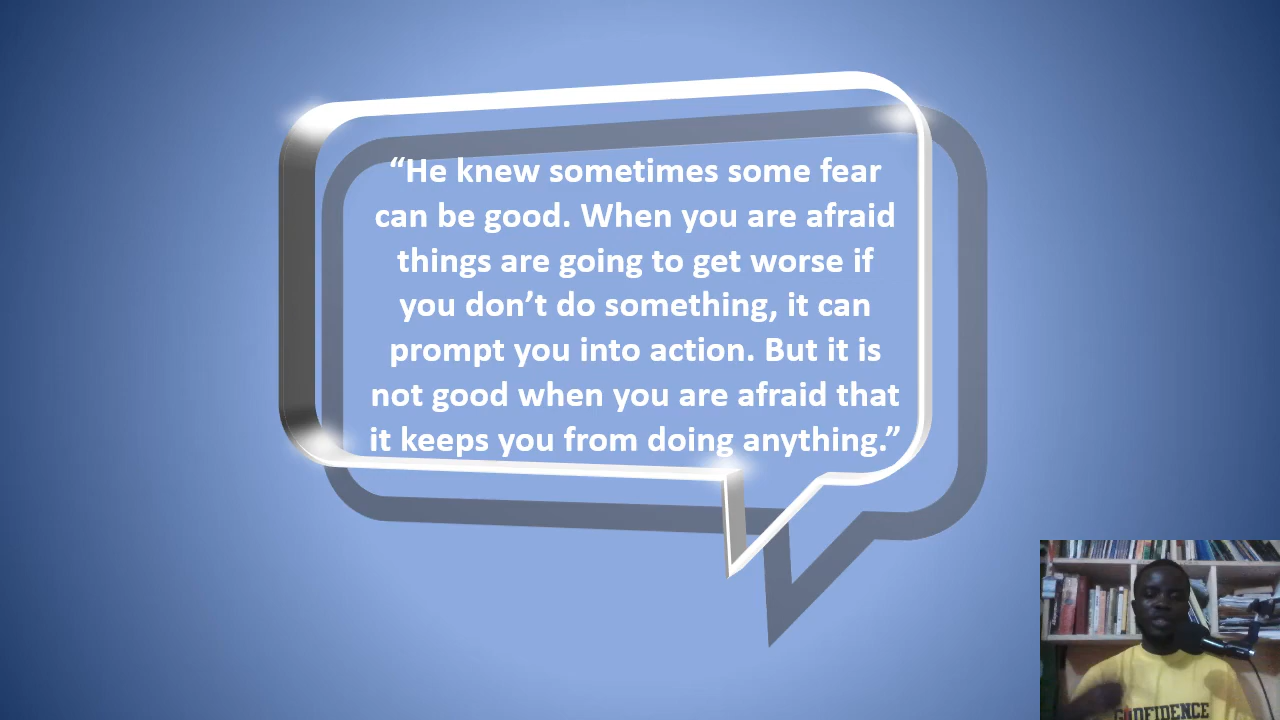 “He knew sometimes some fear
can be good. When you are afraid
things are going to get worse if
you don’t do something, it can
prompt you into action. But it is
not good when you are afraid that
it keeps you from doing anything.”